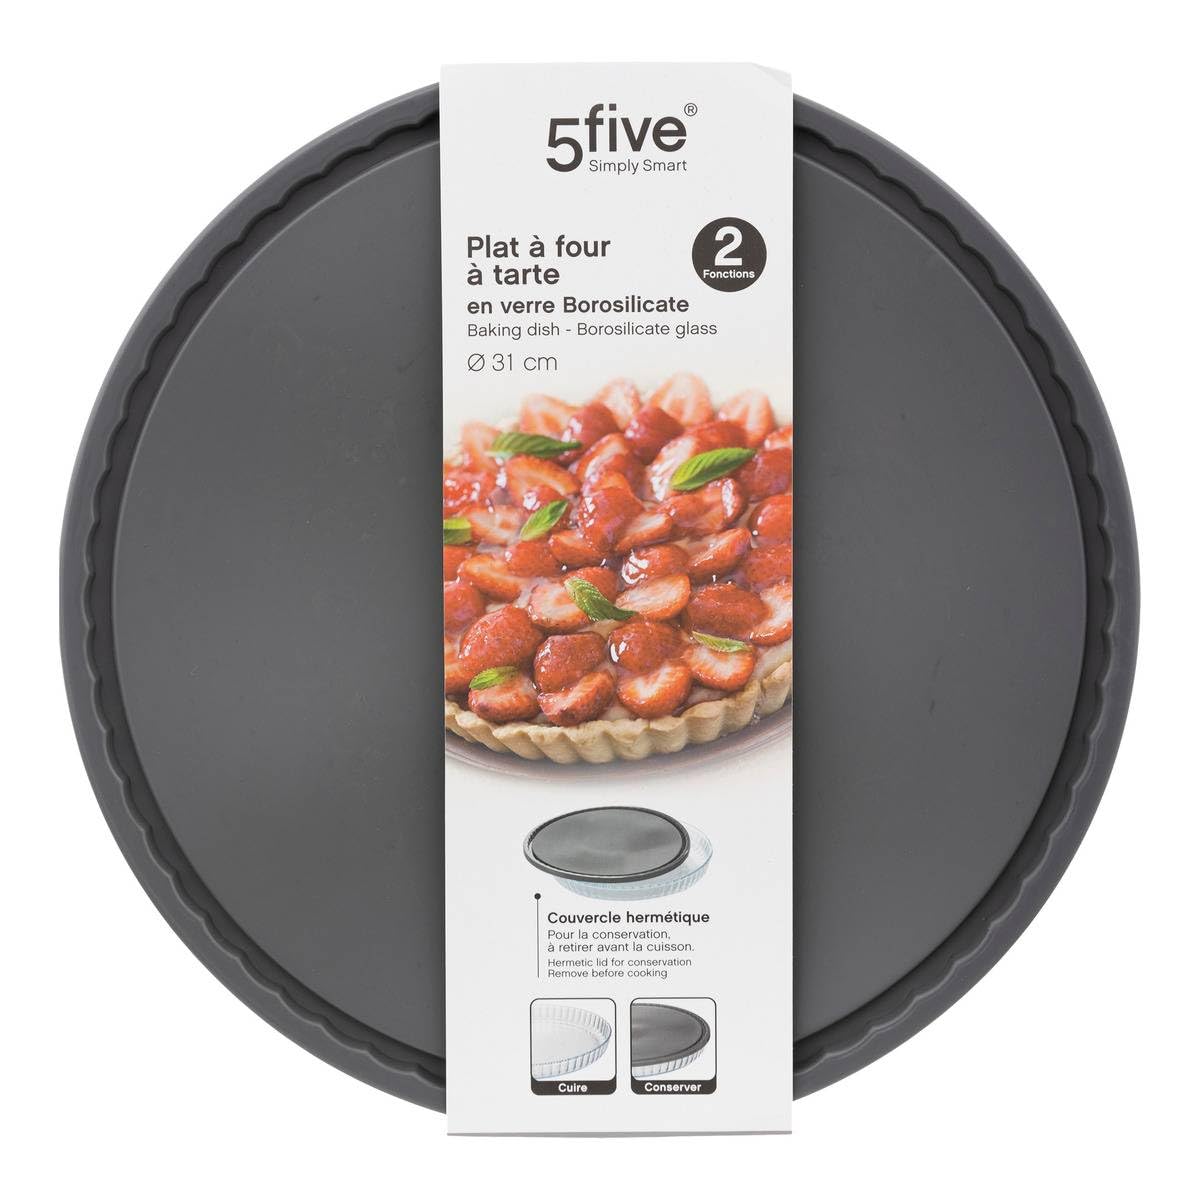 5five®
Simply Smart
Plat à four
à tarte
en verre Borosilicate
Baking dish - Borosilicate glass
Ø 31 cm
2
Fonctions
Couvercle hermétique
Pour la conservation,
à retirer avant la cuisson.
Hermetic lid for conservation
Remove before cooking
Cuire
Conserver